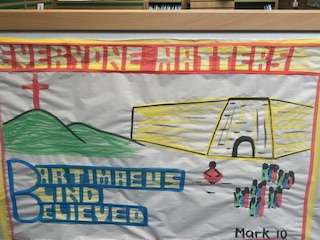 EVERYONE MATTERS
BARTIMAEUS
BLIND
BELIEVED
Mark 10